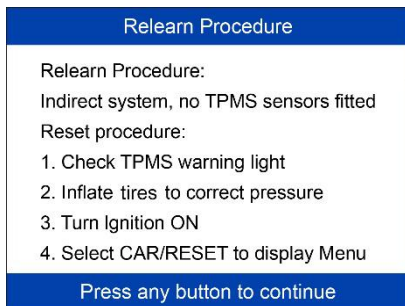 Relearn Procedure
Relearn Procedure:
Indirect system, no TPMS sensors fitted
Reset procedure:
1. Check TPMS warning light
2. Inflate tires to correct pressure
3. Turn Ignition ON
4. Select CAR/RESET to display Menu
Press any button to continue